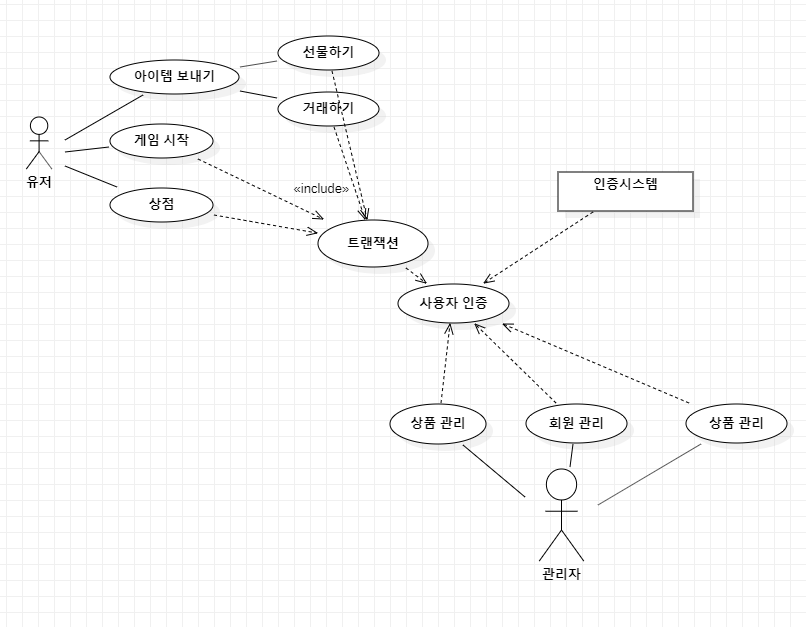 선물하기
아이템 보내기
거래하기
게임 시작
유저
«include»
인증시스템
상점
트랜잭션
사용자 인증
상품 관리
회원 관리
상품 관리
관리자